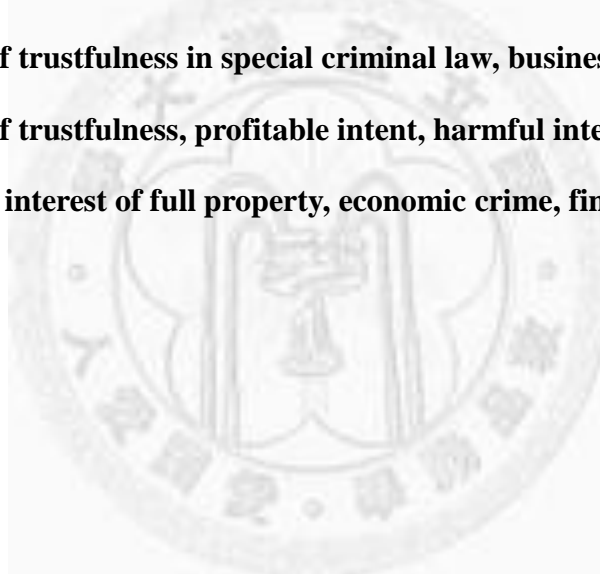 f trustfulness in special criminal law, busines
f trustfulness, profitable intent, harmful inte
interest of full property, economic crime, fin